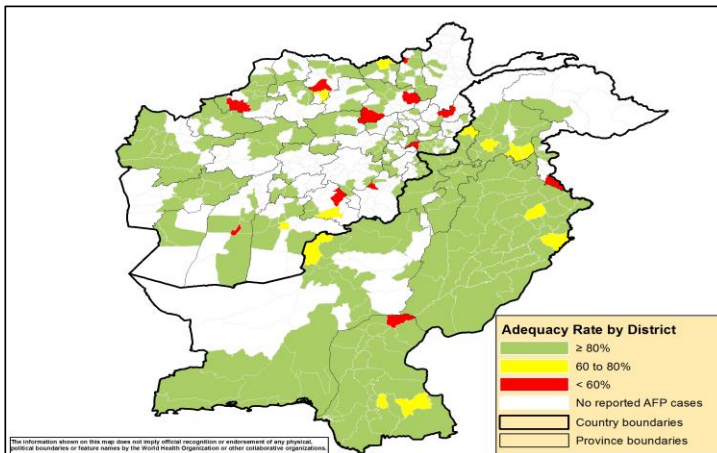 Adequacy Rate by District
≥ 80%
60 to 80%
< 60%
No reported AFP cases
Country boundaries
Province boundaries
The information shown on this map does not imply official recognition or endorsement of any physical,
political boundaries or feature names by the World Health Organization or other collaborative organizations.